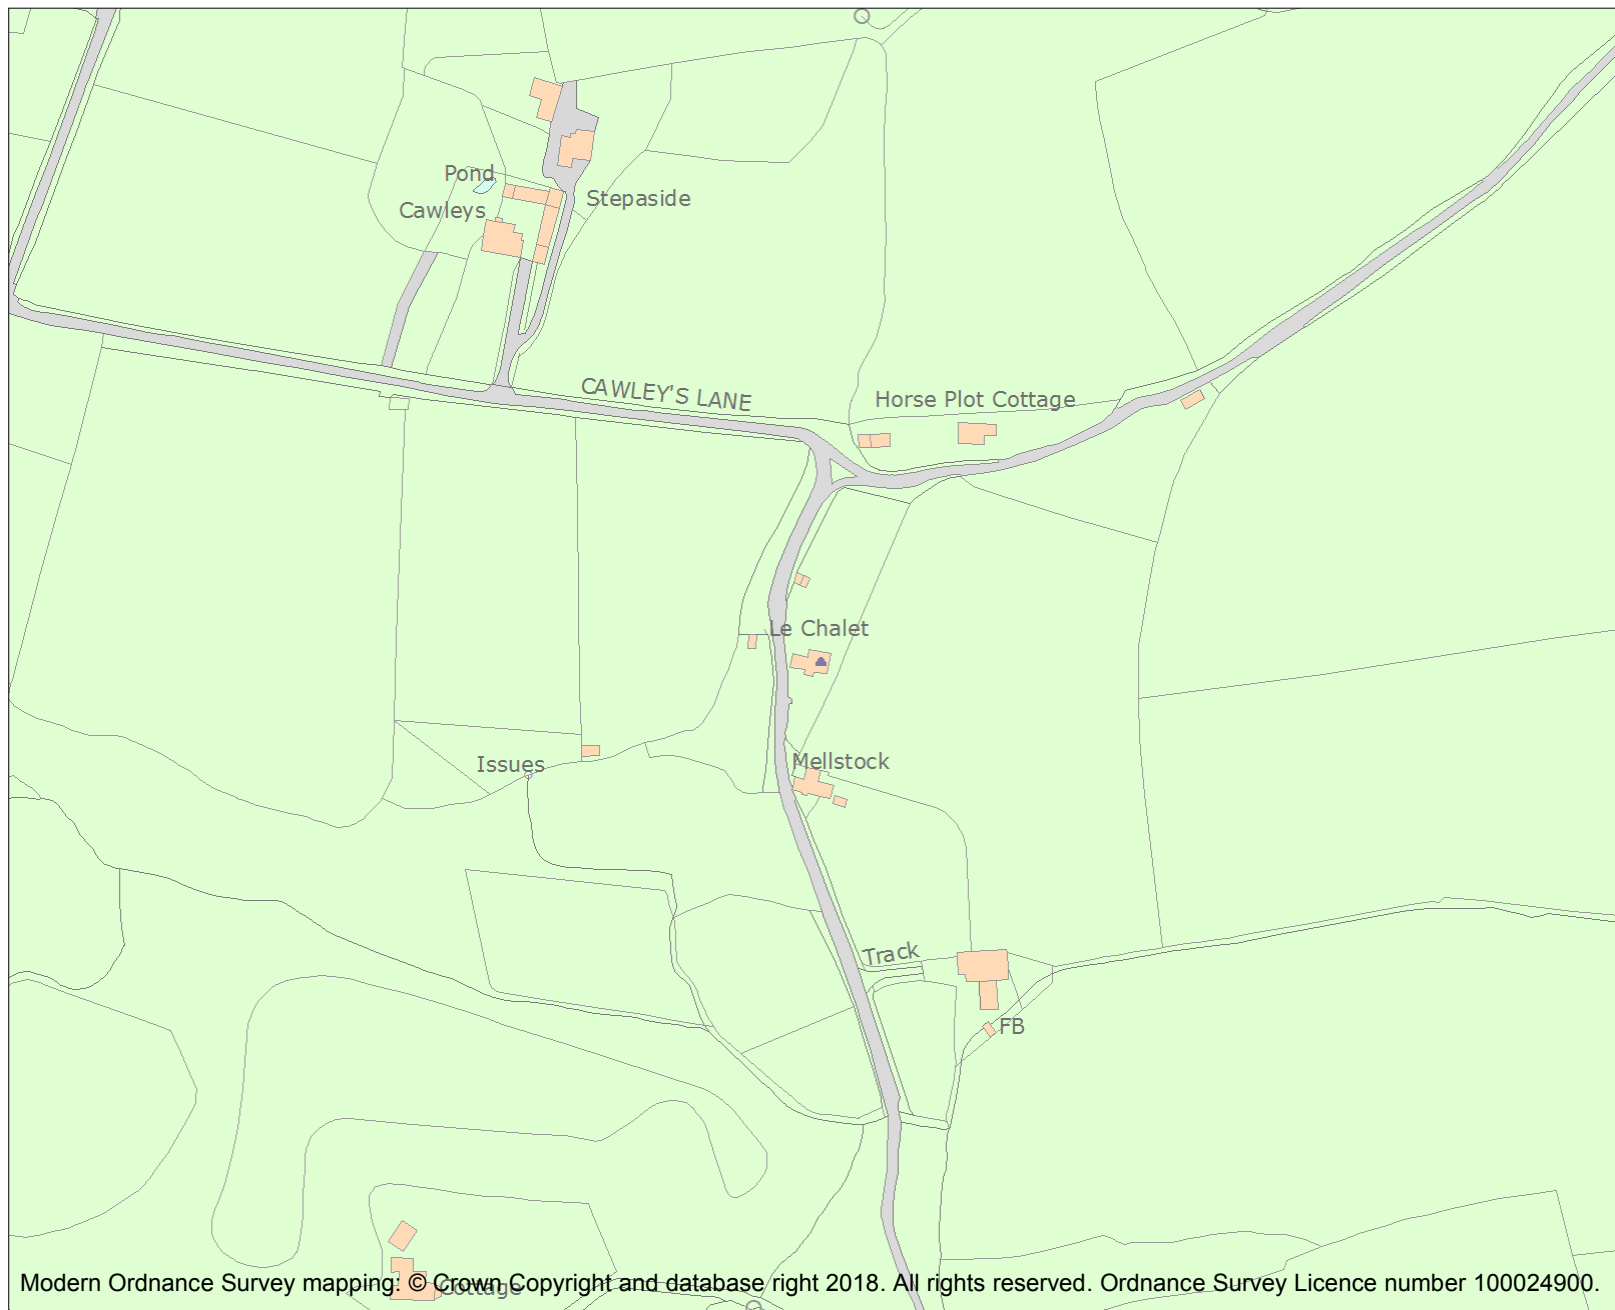 Pond
Stepaside
Cawleys
CAWLEY'S LANE
Horse Plot Cottage
Le Chalet
Mellstock
Issues
Track
FB
Cottage
Modern Ordnance Survey mapping: © Crown Copyright and database right 2018. All rights reserved. Ordnance Survey Licence number 100024900.